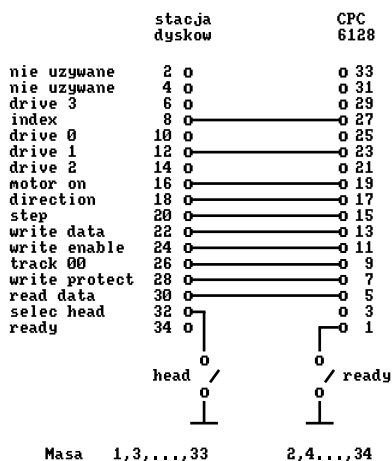 stacja CPC
dyskow 6128
nie uzywane 2 33
nie uzywane 4 31
drive 3 6 29
index 8 27
drive 0 10 25
drive 1 12 23
drive 2 14 21
motor on 16 19
direction 18 17
step 20 15
write data 22 13
write enable 24 11
track 00 26 9
write protect 28 7
read data 30 5
selec head 32 3
ready 34 1
head ready
Masa 1,3,...,33 2,4...,34